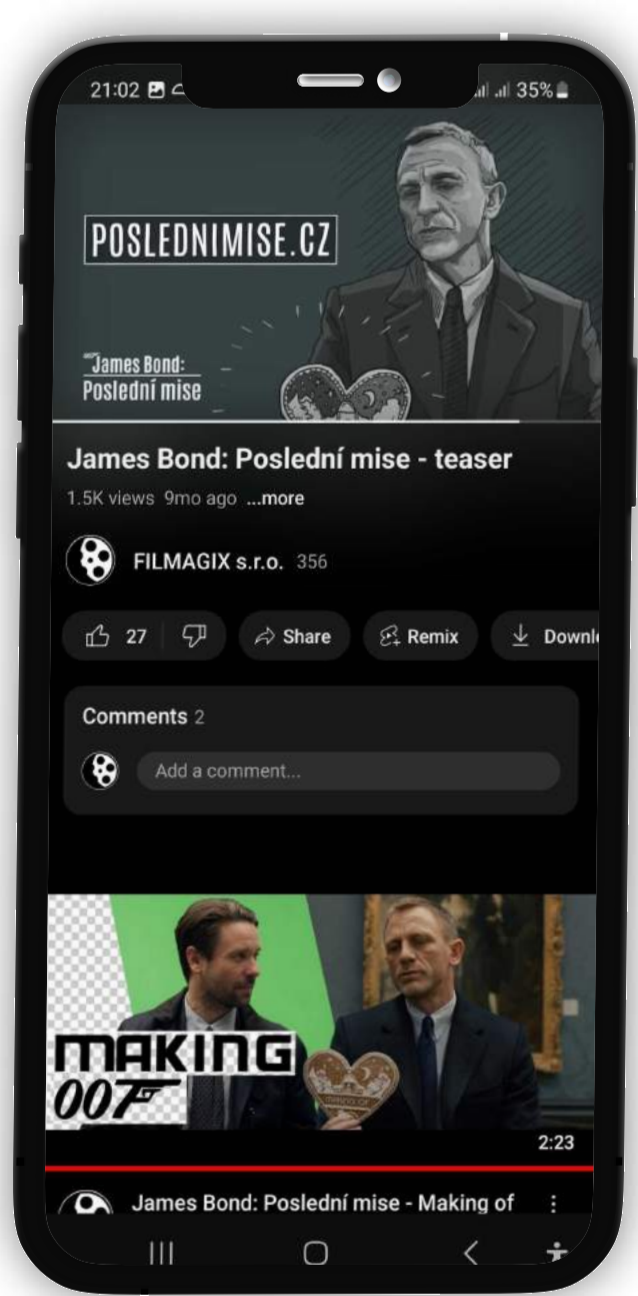 21:02
35%
POSLEDNIMISE.CZ
James Bond:
Poslední mise
James Bond: Poslední mise - teaser
1.5K views 9mo ago ...more
FILMAGIX s.r.o. 356
27
Share
Remix
Downl
Comments 2
Add a comment...
MAKING
007
2:23
James Bond: Poslední mise - Making of